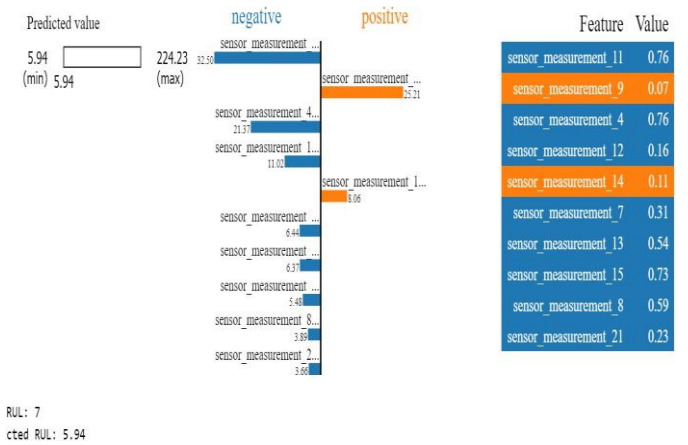 Predicted value
5.94
(min)
5.94
224.23
(max)
negative
positive
sensor_measurement_...
32.50
sensor_measurement_...
25.21
sensor_measurement_4...
21.37
sensor_measurement_1...
11.02
sensor_measurement_1...
8.06
sensor_measurement_...
6.44
sensor_measurement_...
6.37
sensor_measurement_...
5.48
sensor_measurement_8...
3.89
sensor_measurement_2...
3.66
Feature Value
sensor_measurement_11 0.76
sensor_measurement_9 0.07
sensor_measurement_4 0.76
sensor_measurement_12 0.16
sensor_measurement_14 0.11
sensor_measurement_7 0.31
sensor_measurement_13 0.54
sensor_measurement_15 0.73
sensor_measurement_8 0.59
sensor_measurement_21 0.23
RUL: 7
cted RUL: 5.94